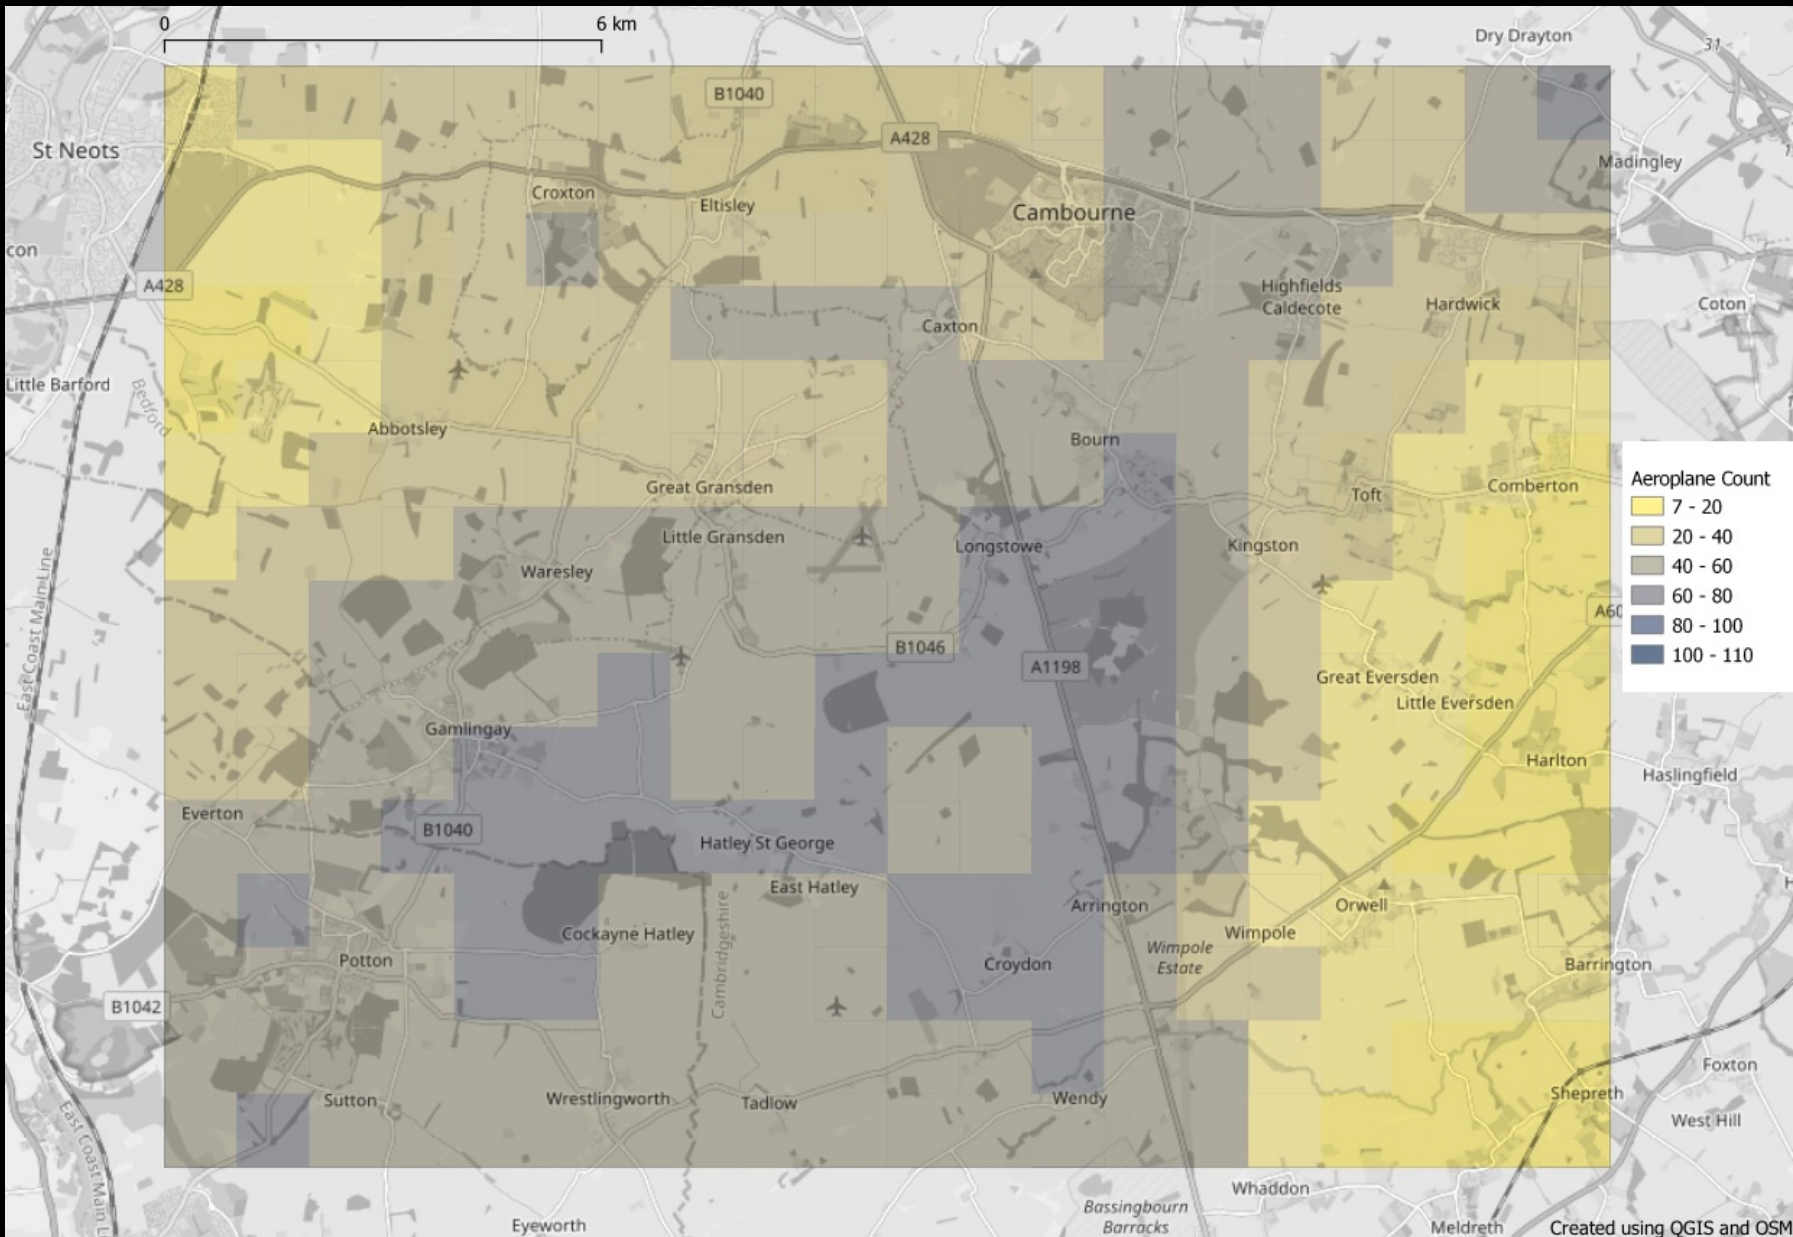 0
6 km
Dry Drayton
31
B1040
A428
St Neots
Madingley
Croxton
Eltisley
Cambourne
con
A428
Highfields
Caldecote
Hardwick
Coton
Caxton
Little Barford
Bedford
Abbotsley
Bourn
Great Gransden
Toft
Comberton
Aeroplane Count
7 - 20
20 - 40
40 - 60
60 - 80
80 - 100
100 - 110
Little Gransden
Longstowe
Kingston
Waresley
East Coast Main Line
A60
B1046
A1198
Great Eversden
Little Eversden
Gamlingay
Harlton
Haslingfield
Everton
B1040
Hatley St George
East Hatley
Arrington
Orwell
Cockayne Hatley
Cambridgeshire
Wimpole
Wimpole
Estate
Potton
Croydon
Barrington
B1042
Foxton
Sutton
Wrestlingworth
Tadlow
Wendy
Shepreth
West Hill
East Coast Main L
Whaddon
Bassingbourn
Barracks
Eyeworth
Meldreth
Created using QGIS and OSM